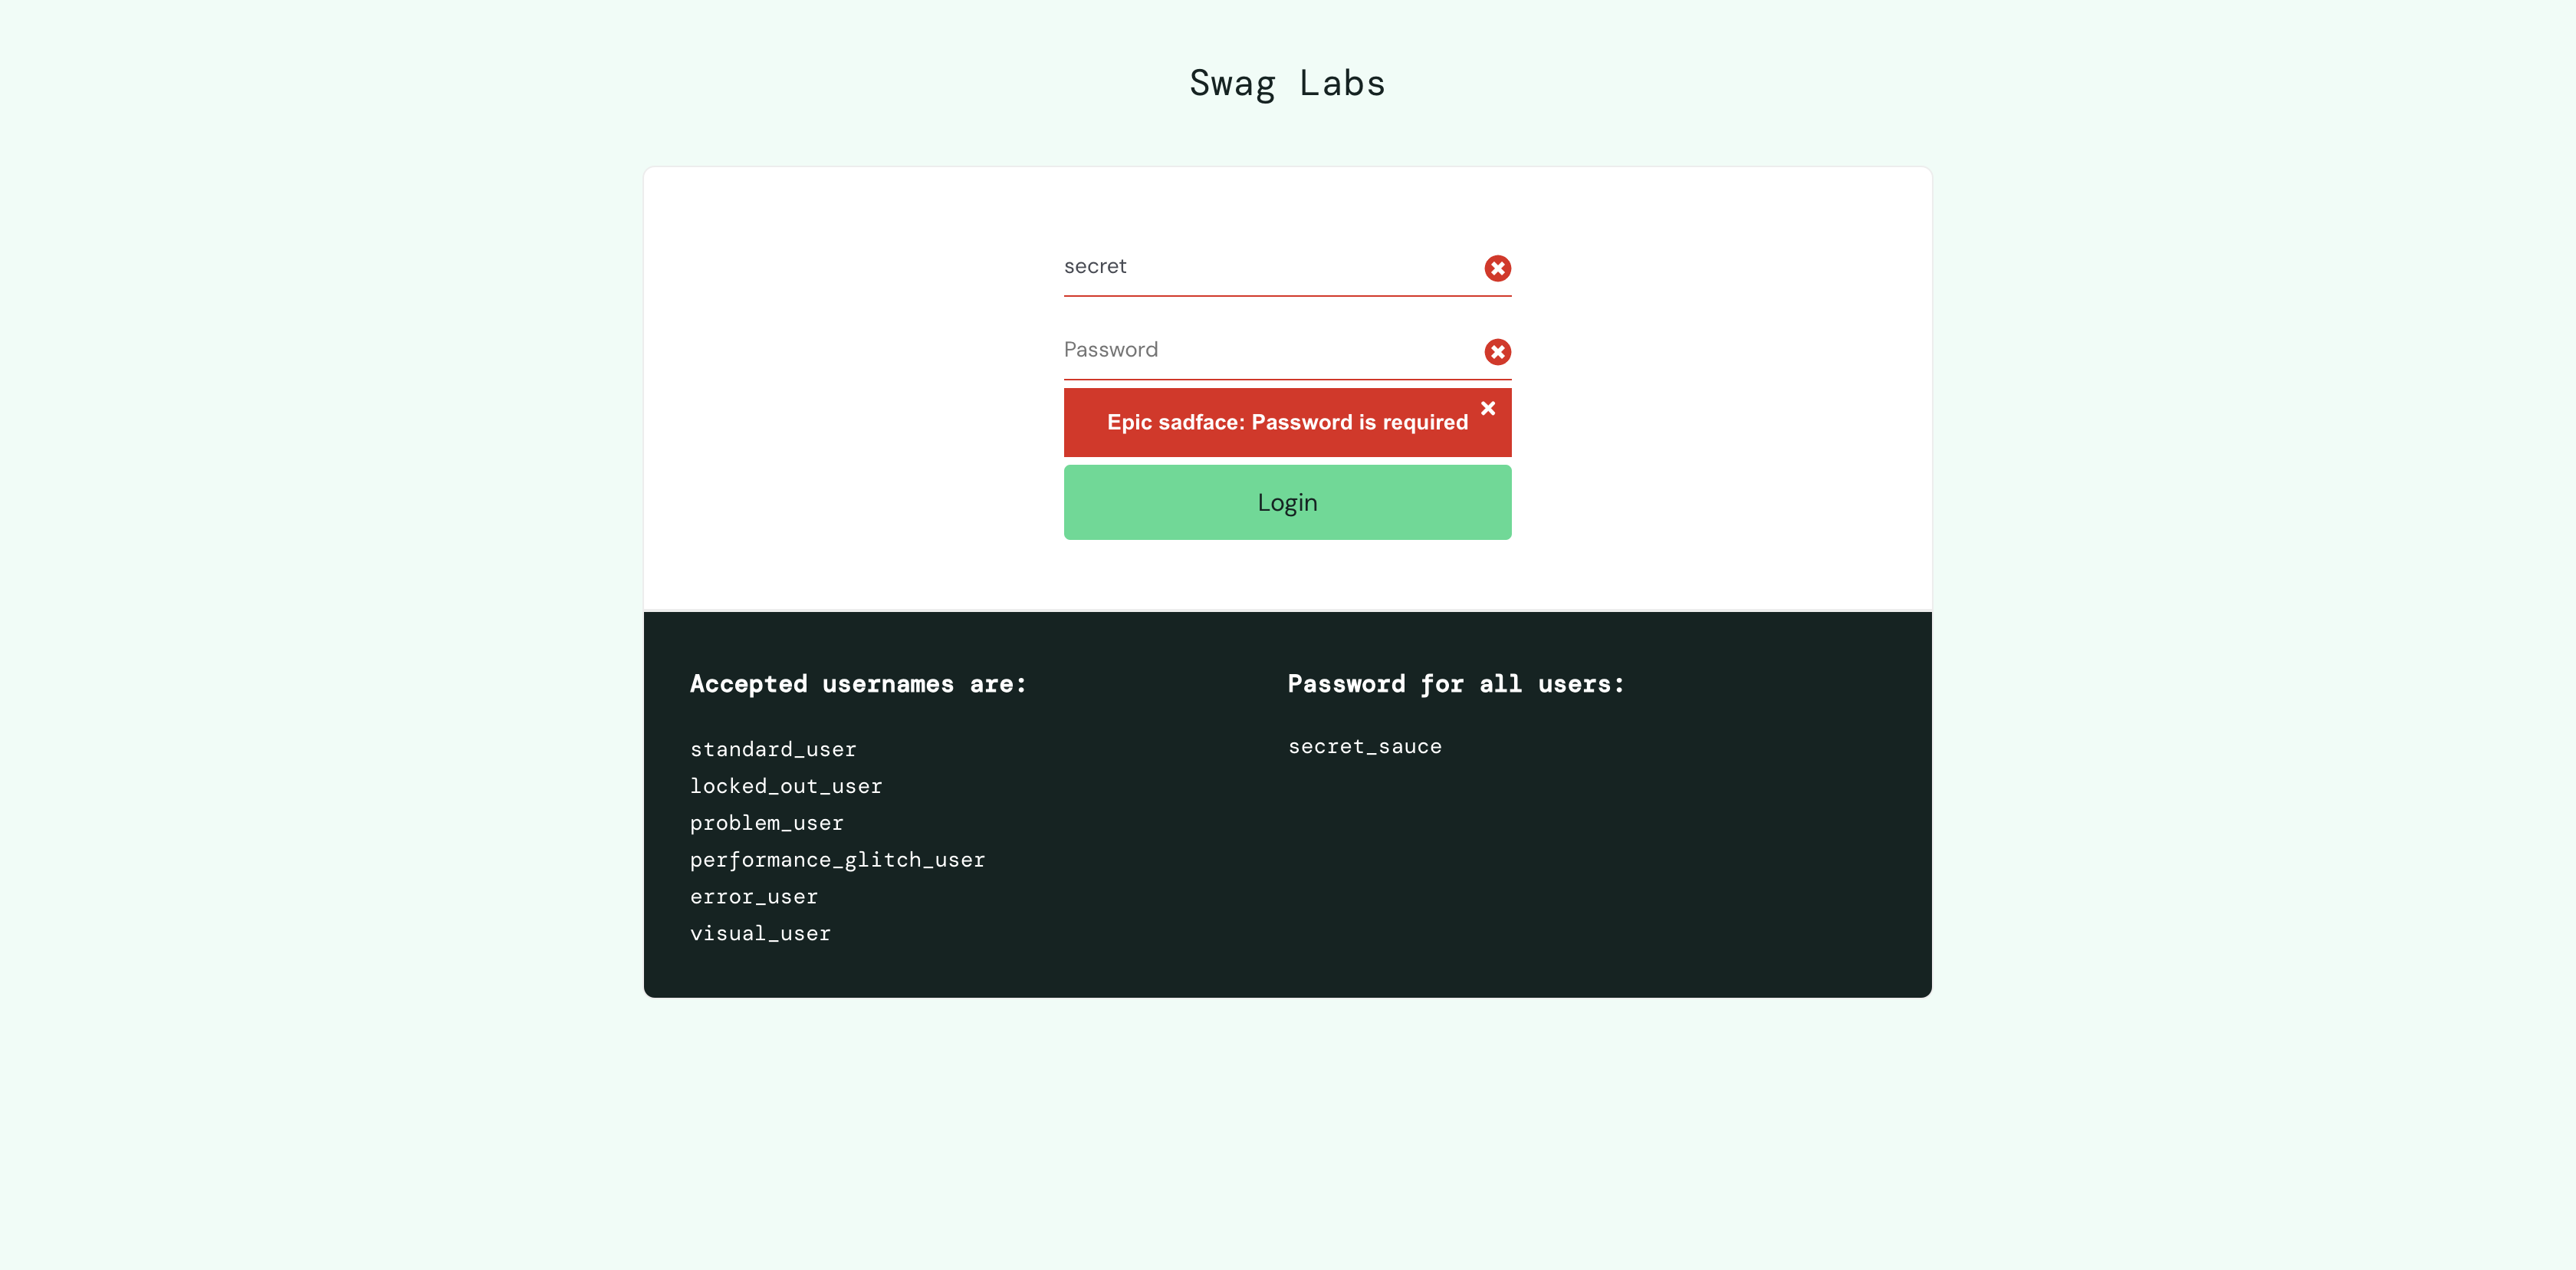 Swag Labs
secret
Password
Epic sadface: Password is required
Login
Accepted usernames are:
standard_user
locked_out_user
problem_user
performance_glitch_user
error_user
visual_user
Password for all users:
secret_sauce